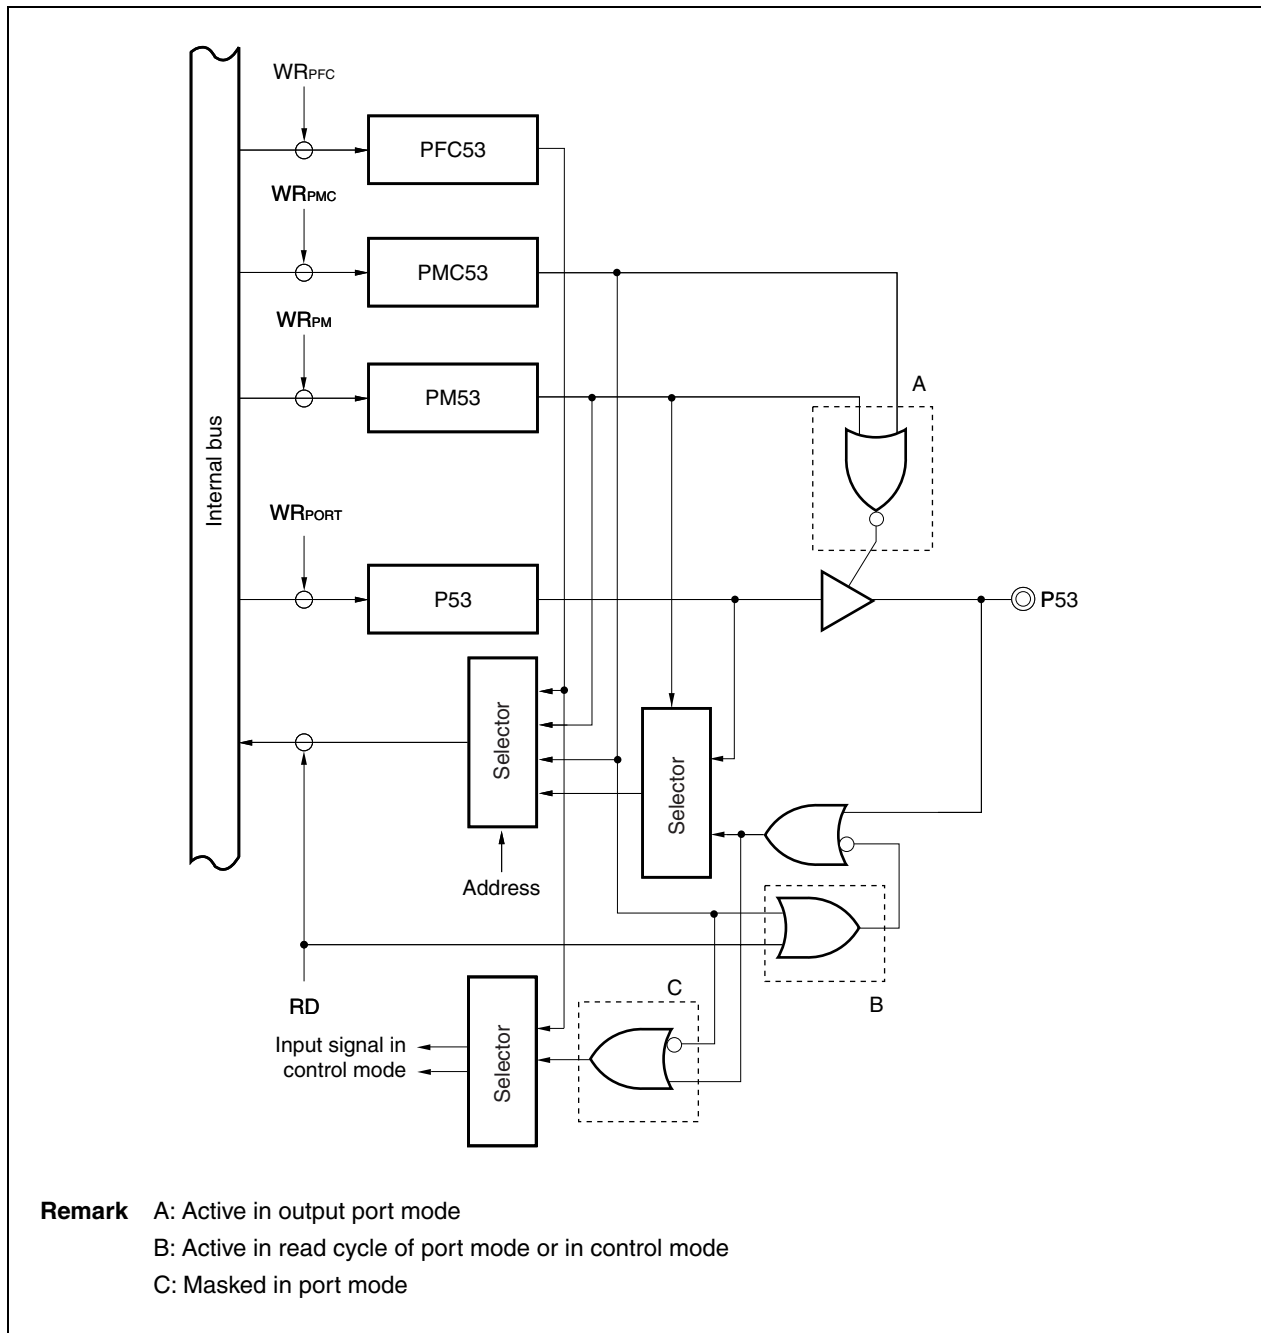 WRPFC
PFC53
WRPMC
PMC53
WRPM
PM53
A
Internal bus
WRPORT
P53
P53
Selector
Selector
Address
B
RD
C
Input signal in
control mode
Selector
Remark A: Active in output port mode
B: Active in read cycle of port mode or in control mode
C: Masked in port mode